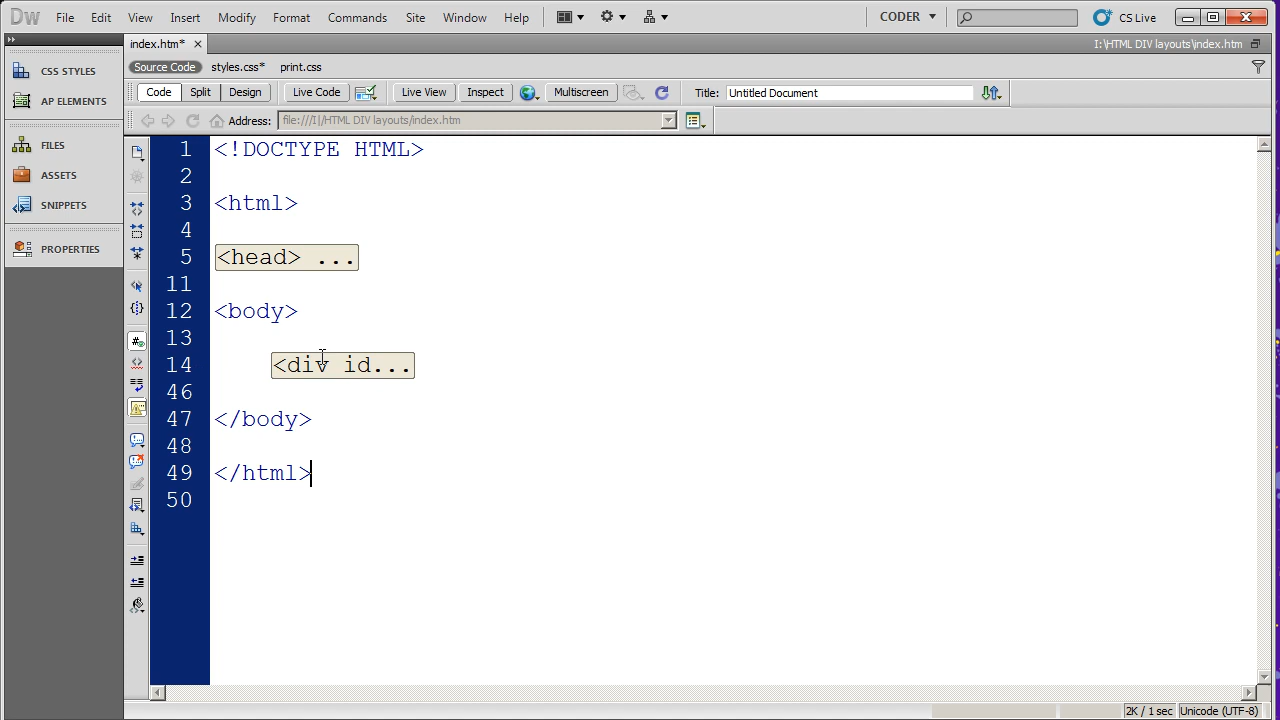 Dw File Edit View Insert Modify Format Commands Site Window Help CODER CS Live
index.htm* I:\HTML DIV layouts\index.htm
Source Code styles.css* print.css
Code Split Design Live Code Live View Inspect Multiscreen Title: Untitled Document
Address: file:///I|/HTML DIV layouts/index.htm
CSS STYLES
AP ELEMENTS
FILES
ASSETS
SNIPPETS
PROPERTIES
1 <!DOCTYPE HTML>
2
3 <html>
4
5 <head> ...
11
12 <body>
13
14 <div id...
46
47 </body>
48
49 </html>
50
2K / 1 sec Unicode (UTF-8)